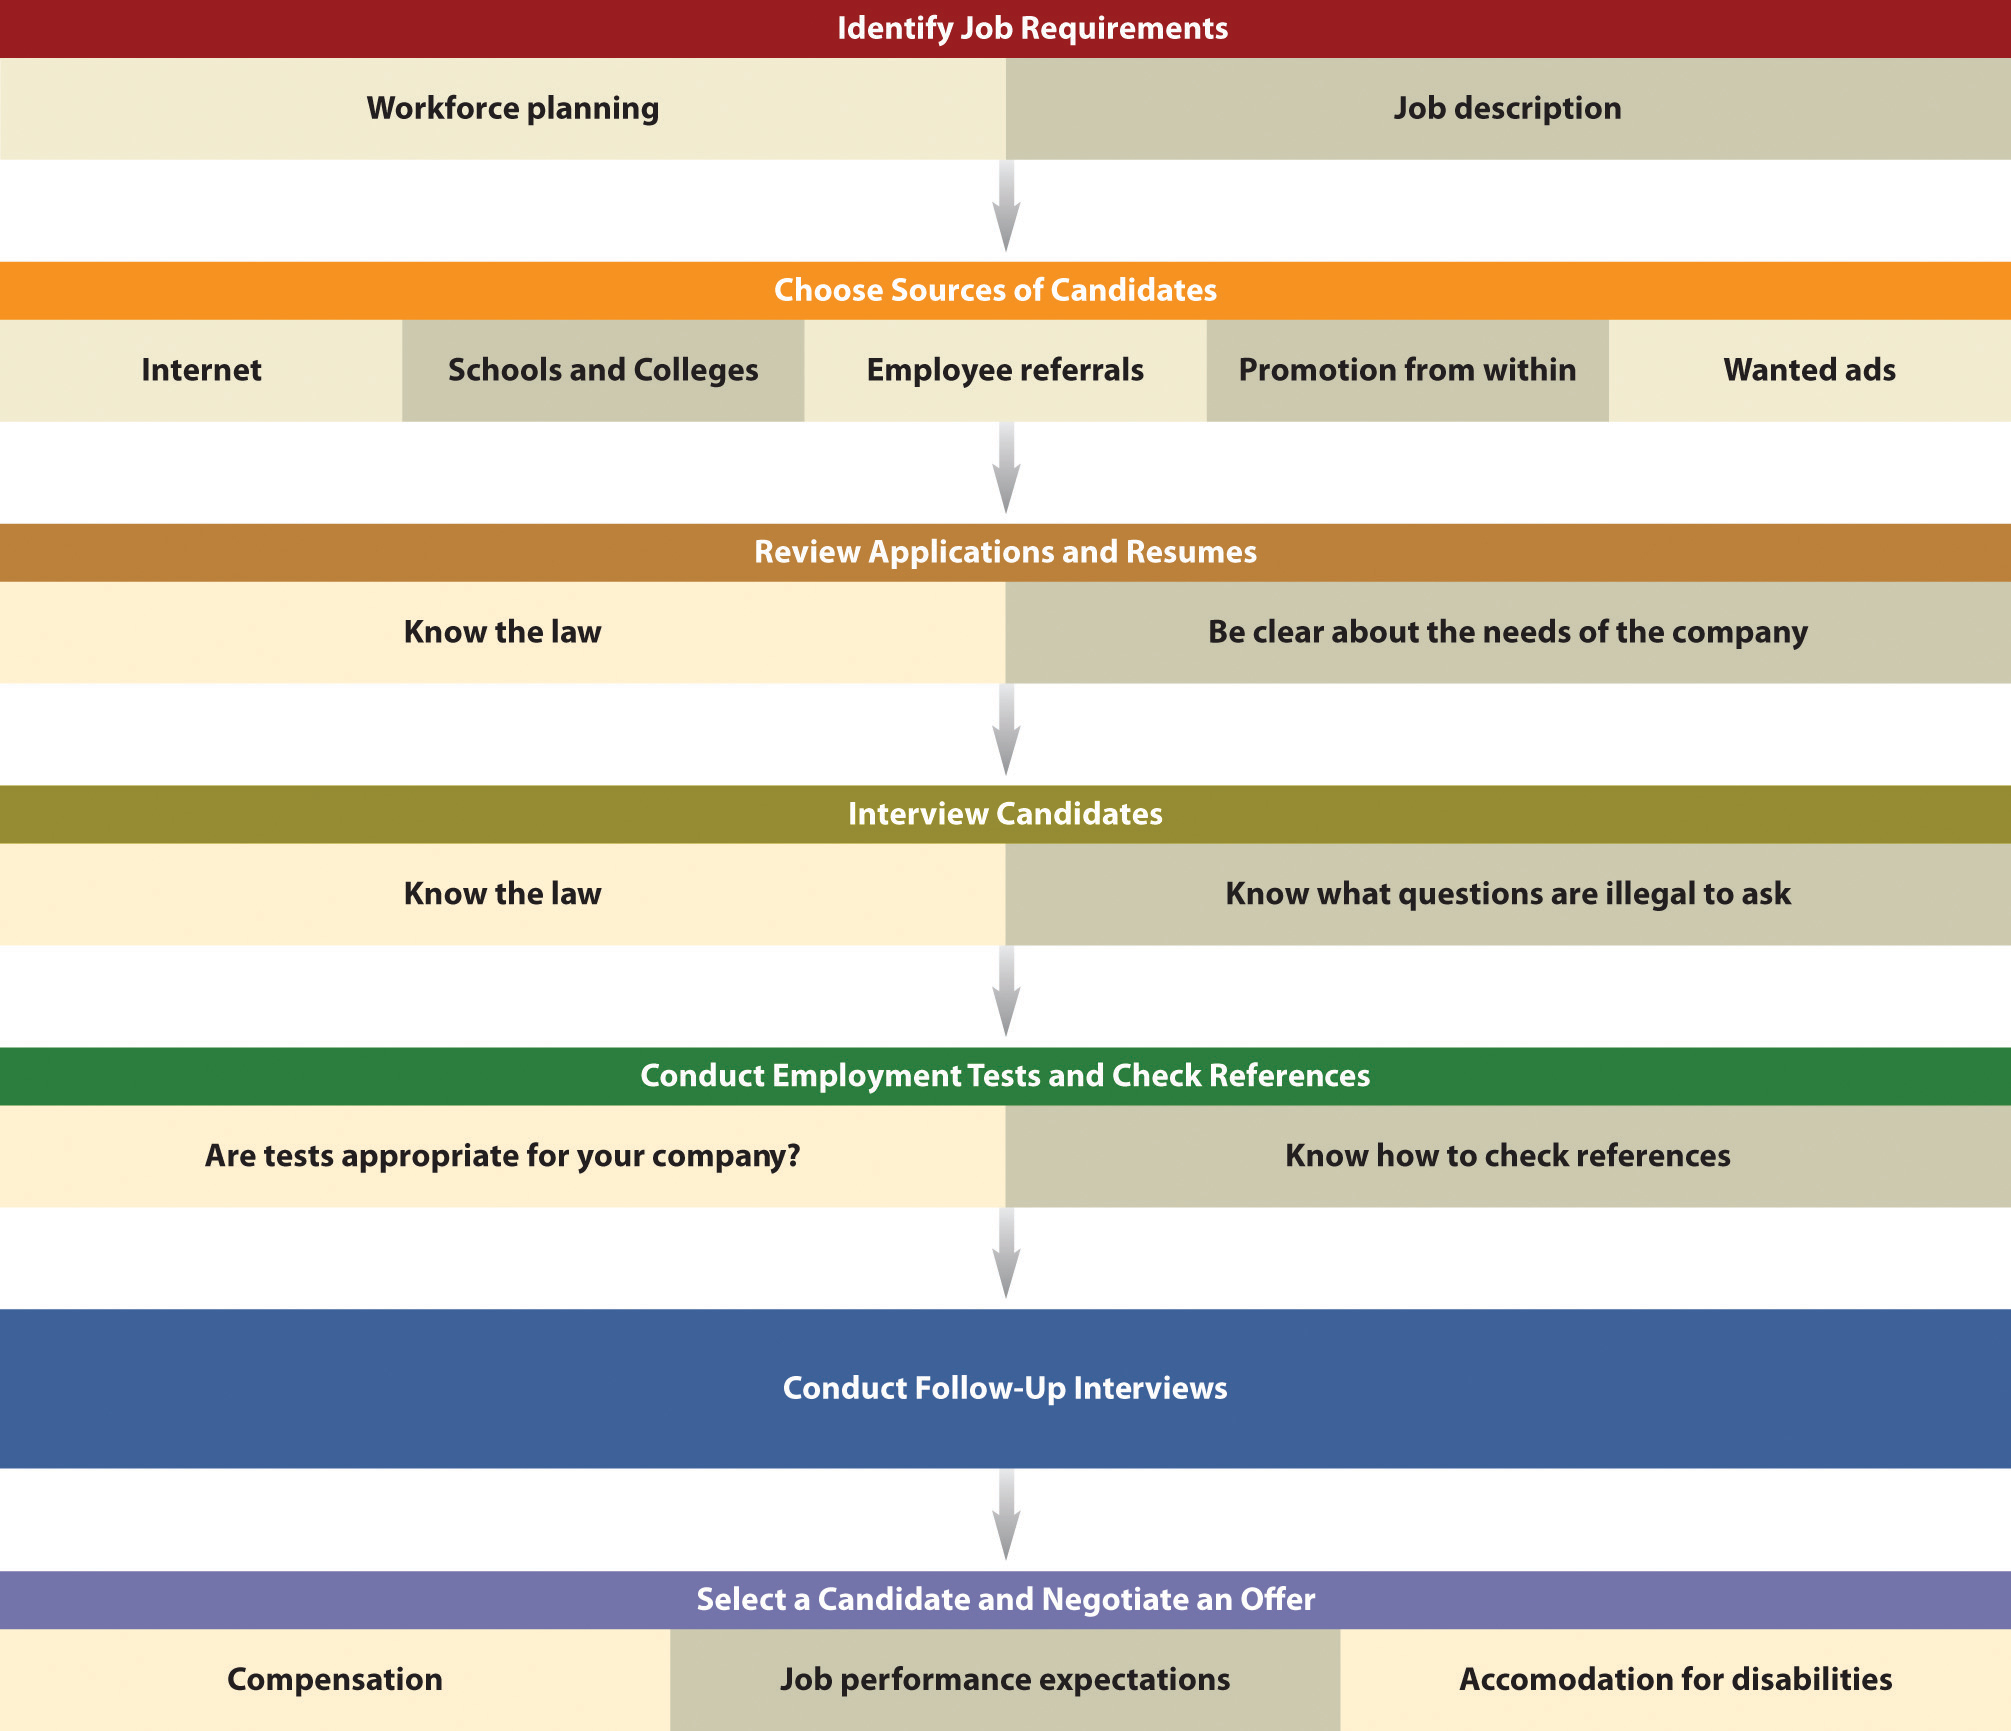 Identify Job Requirements
Workforce planning
Job description
Choose Sources of Candidates
Internet
Schools and Colleges
Employee referrals
Promotion from within
Wanted ads
Review Applications and Resumes
Know the law
Be clear about the needs of the company
Interview Candidates
Know the law
Know what questions are illegal to ask
Conduct Employment Tests and Check References
Are tests appropriate for your company?
Know how to check references
Conduct Follow-Up Interviews
Select a Candidate and Negotiate an Offer
Compensation
Job performance expectations
Accomodation for disabilities